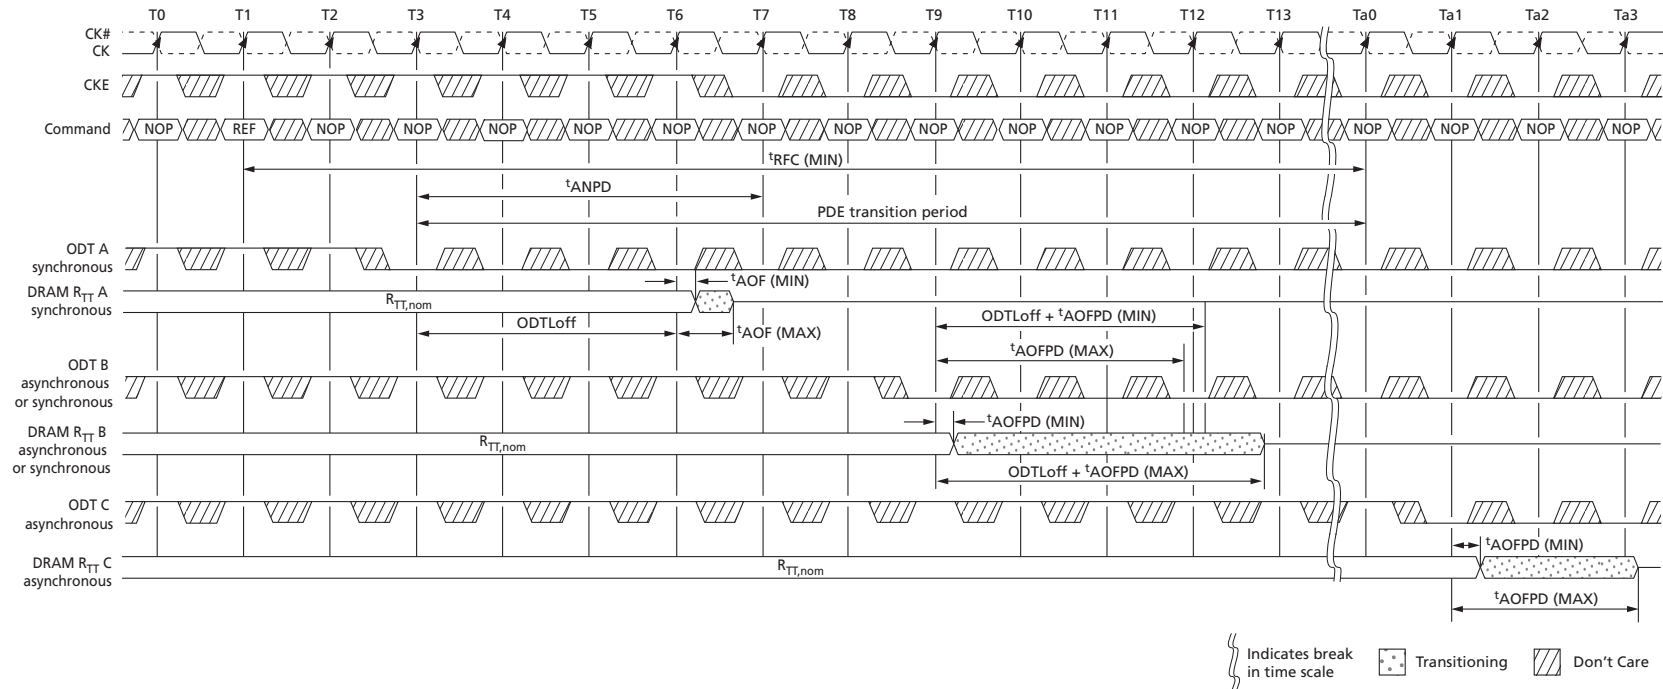 T0 T1 T2 T3 T4 T5 T6 T7 T8 T9 T10 T11 T12 T13 Ta0 Ta1 Ta2 Ta3
CK#
CK
CKE
Command NOP REF NOP NOP NOP NOP NOP NOP NOP NOP NOP NOP NOP NOP NOP NOP NOP NOP
tRFC (MIN)
tANPD
PDE transition period
ODT A
synchronous
tAOF (MIN)
DRAM RTT A
synchronous
RTT,nom
ODTLoff + tAOFPD (MIN)
ODTLoff
tAOF (MAX)
tAOFPD (MAX)
ODT B
asynchronous
or synchronous
tAOFPD (MIN)
DRAM RTT B
asynchronous
or synchronous
RTT,nom
ODTLoff + tAOFPD (MAX)
ODT C
asynchronous
tAOFPD (MIN)
DRAM RTT C
asynchronous
RTT,nom
tAOFPD (MAX)
Indicates break
in time scale
Transitioning
Don't Care